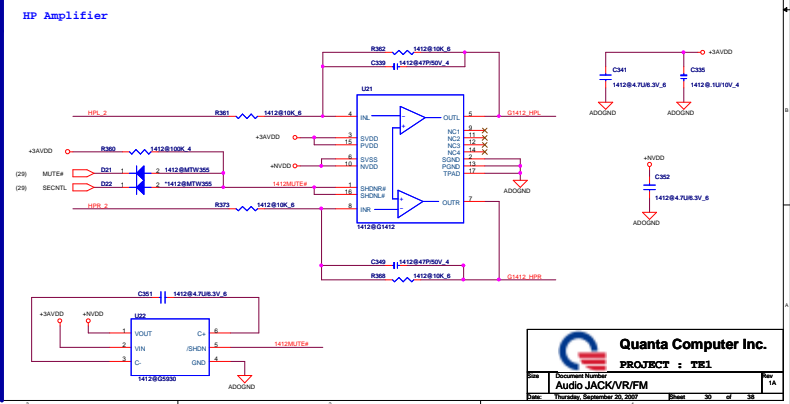 HP Amplifier
R362 1412@10K_6
C339 1412@47P/50V_4
U21
HPL_2 R361 1412@10K_6 4 INL OUTL 5 G1412_HPL
+3AVDD 3 SVDD
15 PVDD
+NVDD 6 SVSS
10 NVDD
NC1 9
NC2 11
NC3 12
NC4 14
SGND 2
PGND 13
TPAD 17
ADOGND
+3AVDD R360 1412@100K_4
(29) MUTE# D21 1 2 1412@MTW355
(29) SECNTL D22 1 2 *1412@MTW355
1412MUTE# 1 SHDNR#
16 SHDNL#
HPR_2 R373 1412@10K_6 8 INR OUTR 7
1412@G1412
C349 1412@47P/50V_4
R368 1412@10K_6 G1412_HPR
+3AVDD
C341
1412@4.7U/6.3V_6
C335
1412@.1U/10V_4
ADOGND ADOGND
+NVDD
C352
1412@4.7U/6.3V_6
ADOGND
C351 1412@4.7U/6.3V_6
+3AVDD +NVDD U22
1 VOUT C+ 6
2 VIN /SHDN 5 1412MUTE#
3 C- GND 4
1412@G5930
ADOGND
Quanta Computer Inc.
PROJECT : TE1
Size Document Number Rev
Audio JACK/VR/FM 1A
Date: Thursday, September 20, 2007 Sheet 30 of 38
B
A